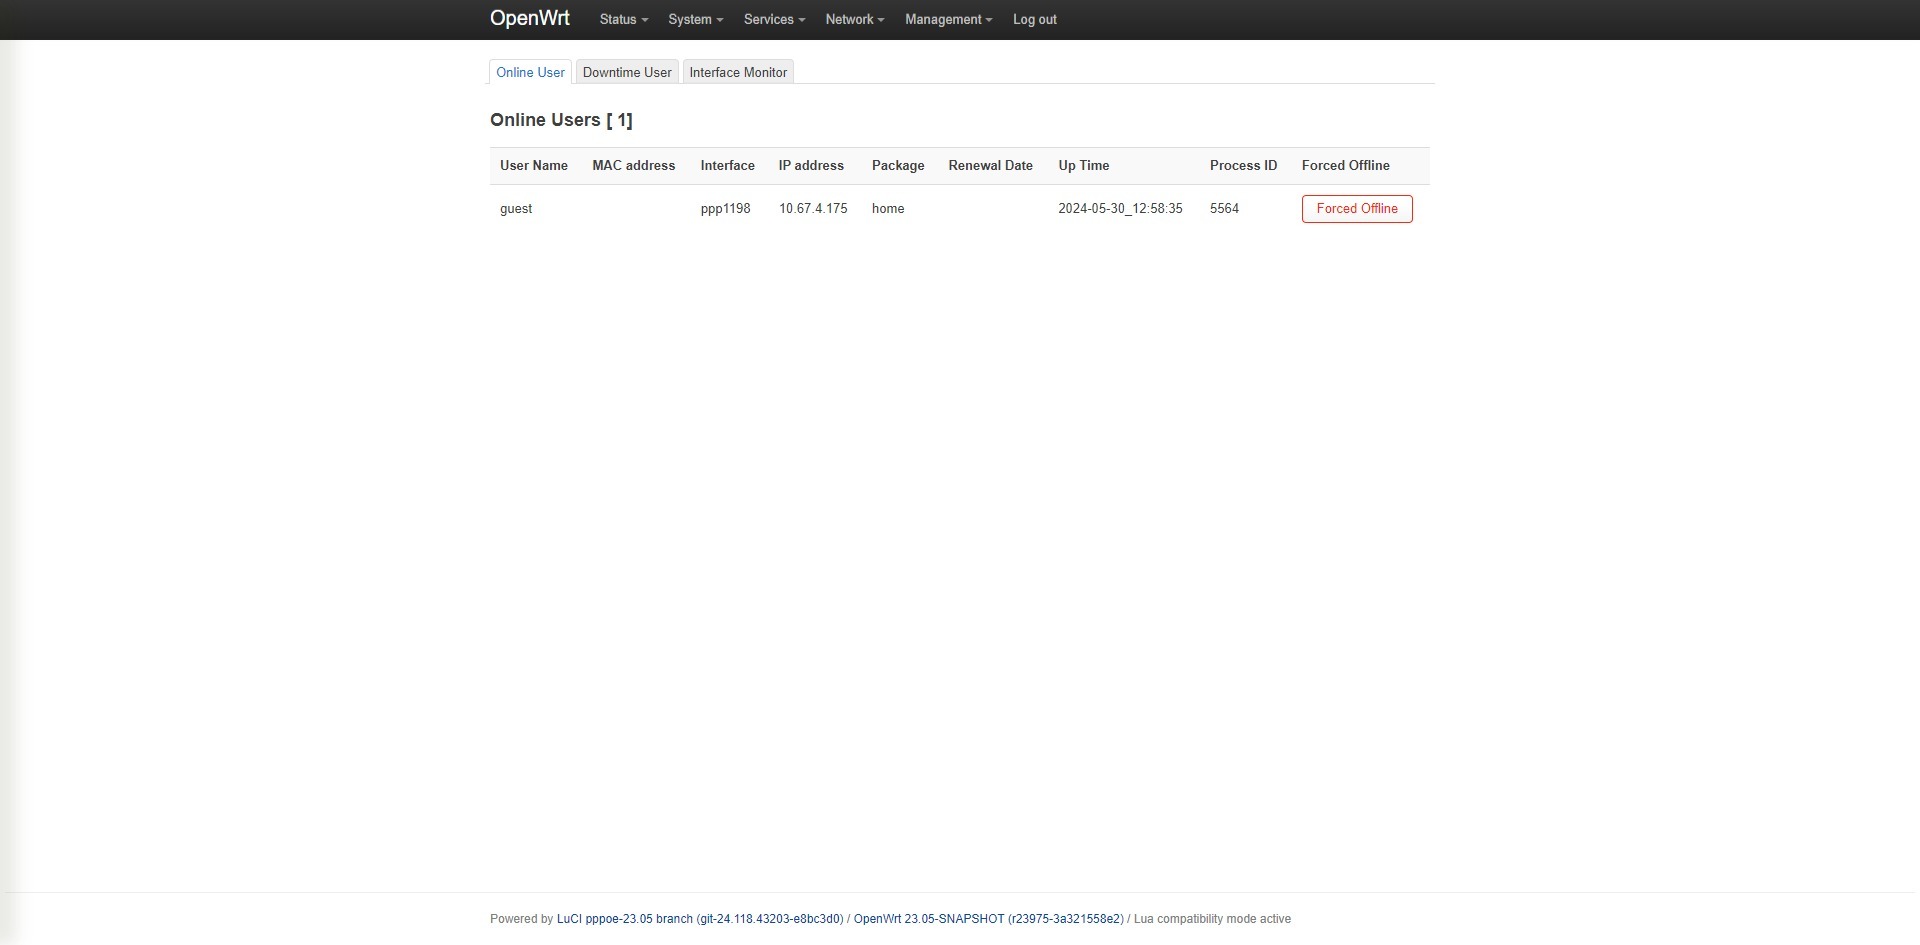 OpenWrt Status System Services Network Management Log out
Online User Downtime User Interface Monitor
Online Users [ 1]
User Name MAC address Interface IP address Package Renewal Date Up Time Process ID Forced Offline
guest ppp1198 10.67.4.175 home 2024-05-30_12:58:35 5564 Forced Offline
Powered by LuCI pppoe-23.05 branch (git-24.118.43203-e8bc3d0) / OpenWrt 23.05-SNAPSHOT (r23975-3a321558e2) / Lua compatibility mode active